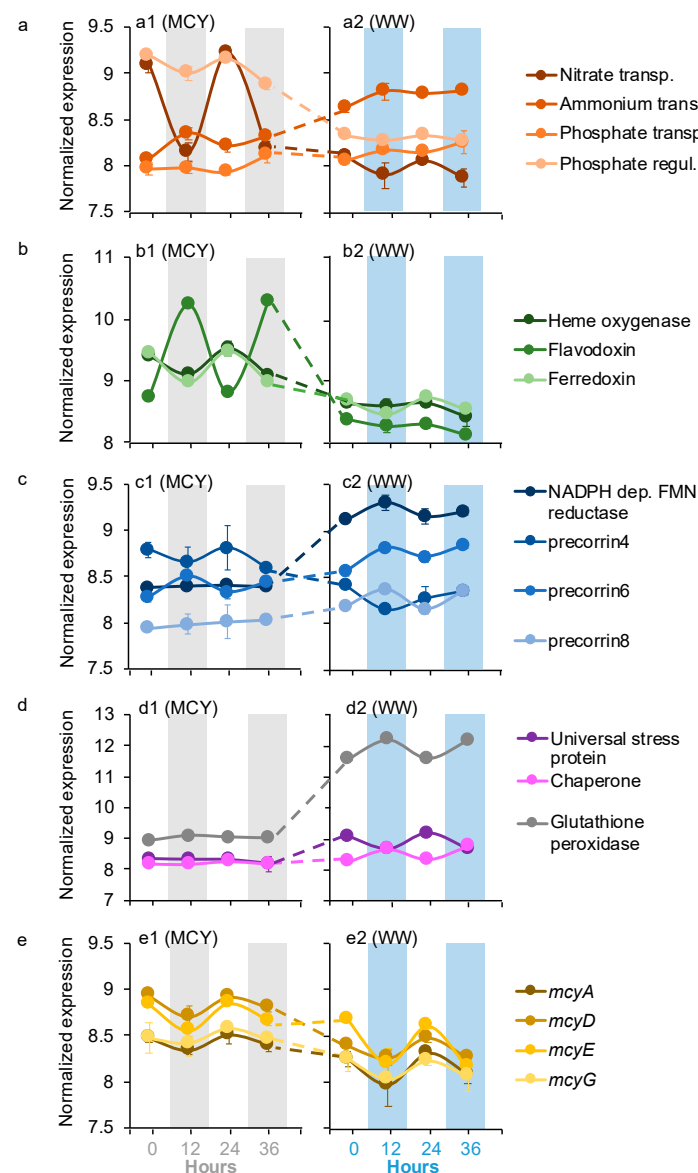 a
a1 (MCY)
a2 (WW)
Normalized expression
9.5
9
8.5
8
7.5
Nitrate transp.
Ammonium trans
Phosphate transp
Phosphate regul.
b
b1 (MCY)
b2 (WW)
Normalized expression
11
10
9
8
Heme oxygenase
Flavodoxin
Ferredoxin
c
c1 (MCY)
c2 (WW)
Normalized expression
9.5
9
8.5
8
7.5
NADPH dep. FMN
reductase
precorrin4
precorrin6
precorrin8
d
d1 (MCY)
d2 (WW)
Normalized expression
13
12
11
10
9
8
7
Universal stress
protein
Chaperone
Glutathione
peroxidase
e
e1 (MCY)
e2 (WW)
Normalized expression
9.5
9
8.5
8
7.5
mcyA
mcyD
mcyE
mcyG
0 12 24 36
Hours
0 12 24 36
Hours